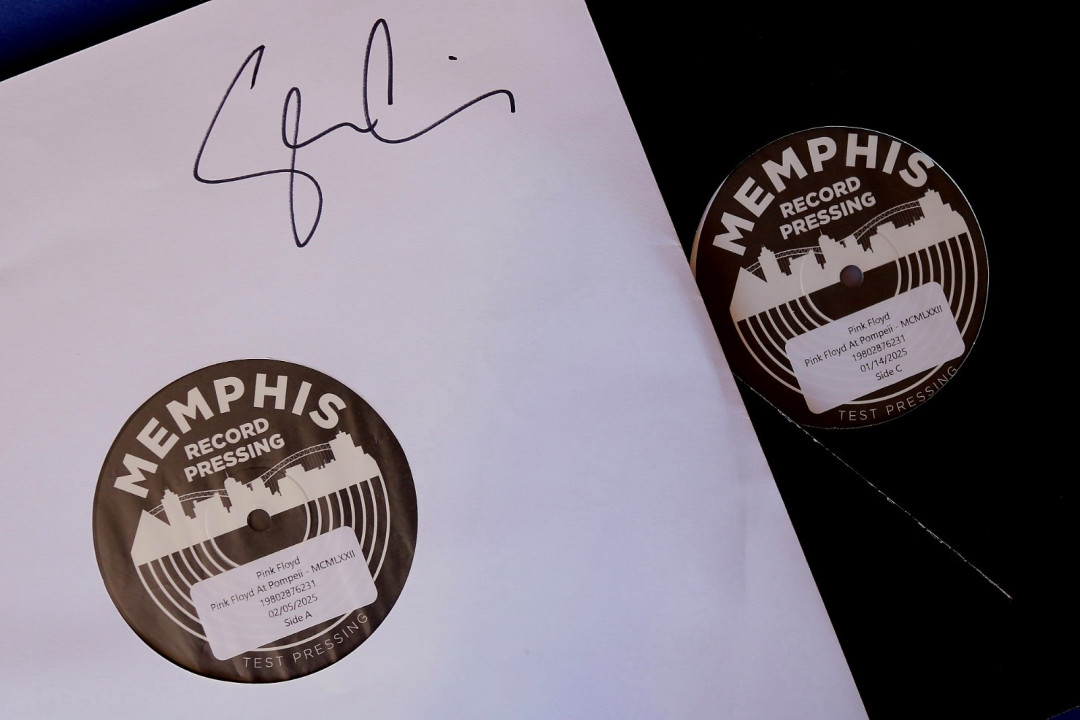 MEMPHIS
RECORD
PRESSING
Pink Floyd
Pink Floyd At Pompeii - MCMLXXII
19802876231
02/05/2025
Side A
TEST PRESSING
MEMPHIS
RECORD
PRESSING
Pink Floyd
Pink Floyd At Pompeii - MCMLXXII
19802876231
01/14/2025
Side C
TEST PRESSING